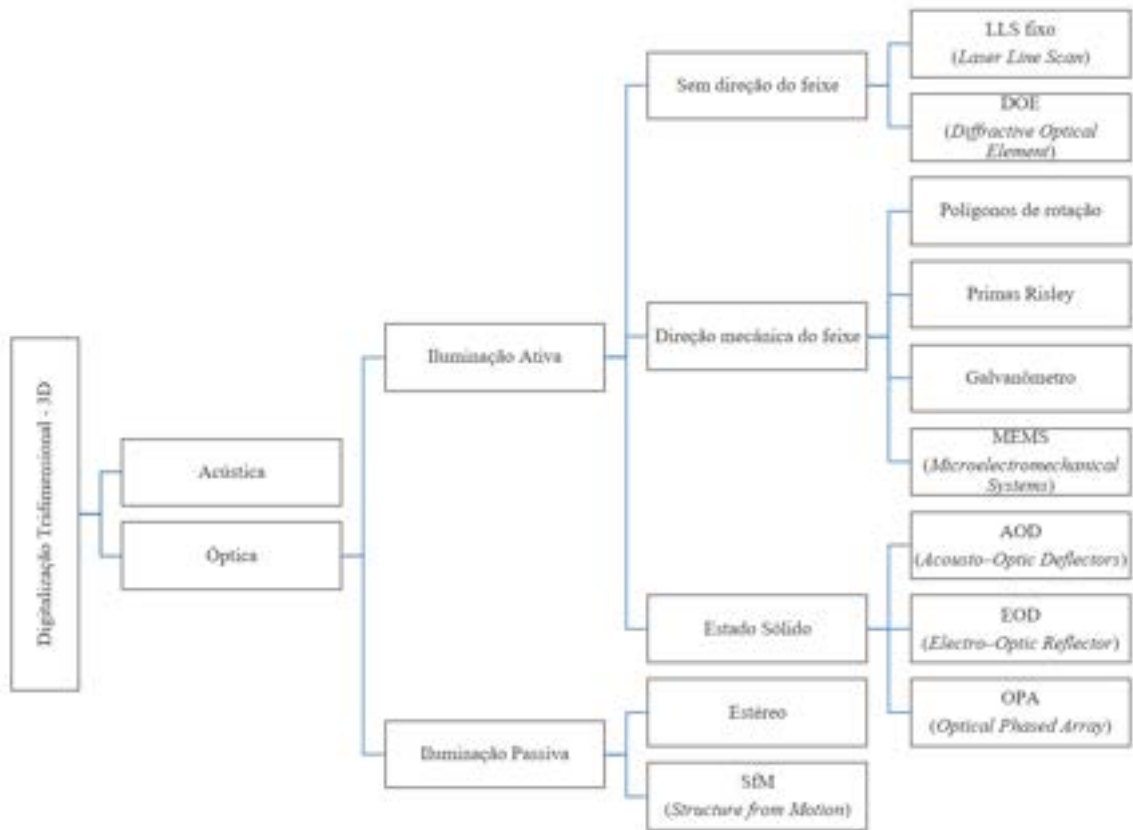 Digitalização Tridimensional - 3D
Acústica
Óptica
Iluminação Ativa
Iluminação Passiva
Sem direção do feixe
Direção mecânica do feixe
Estado Sólido
Estéreo
SfM
(Structure from Motion)
LLS fixo
(Laser Line Scan)
DOE
(Diffractive Optical
Element)
Polígonos de rotação
Primas Risley
Galvanômetro
MEMS
(Microelectromechanical
Systems)
AOD
(Acousto–Optic Deflectors)
EOD
(Electro–Optic Reflector)
OPA
(Optical Phased Array)